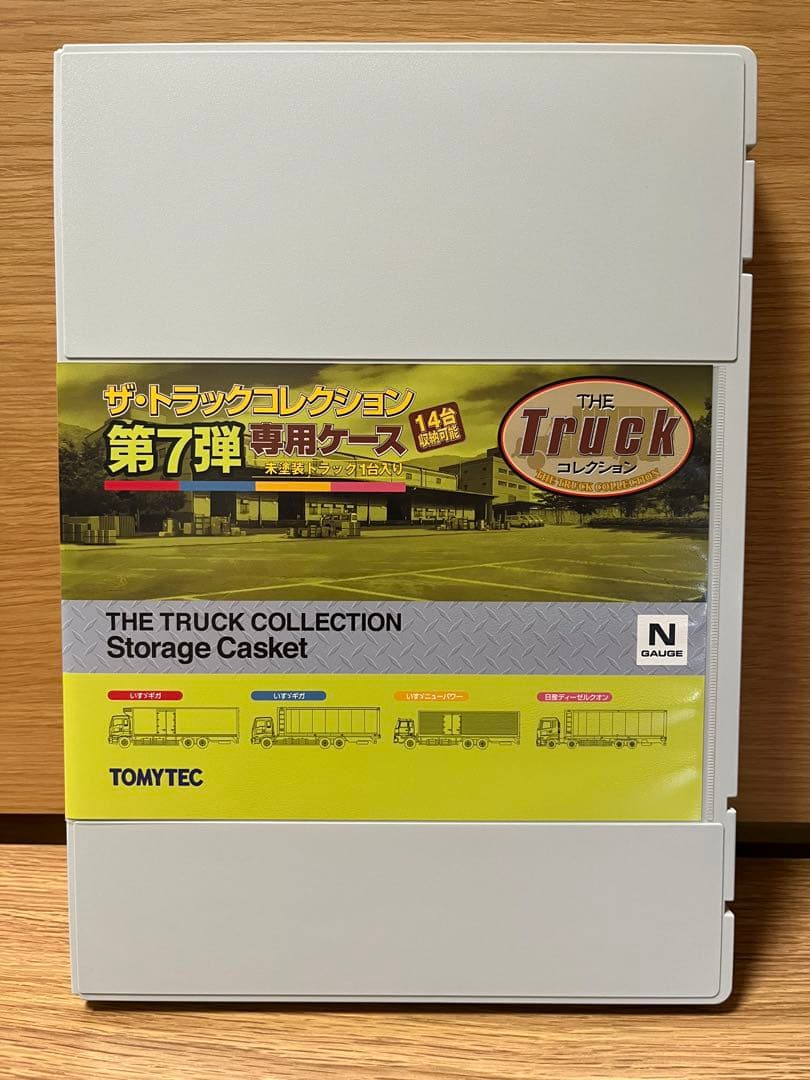 ザ・トラックコレクション
第7弾 専用ケース
14台
収納可能
未塗装トラック1台入り
THE
Truck
コレクション
THE TRUCK COLLECTION
THE TRUCK COLLECTION
Storage Casket
N
GAUGE
いすゞギガ
いすゞギガ
いすゞニューパワー
日産ディーゼルクオン
TOMYTEC